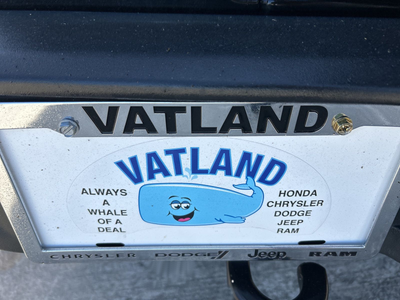 VATLAND
VATLAND
ALWAYS
A
WHALE
OF A
DEAL
HONDA
CHRYSLER
DODGE
JEEP
RAM
CHRYSLER DODGE Jeep RAM